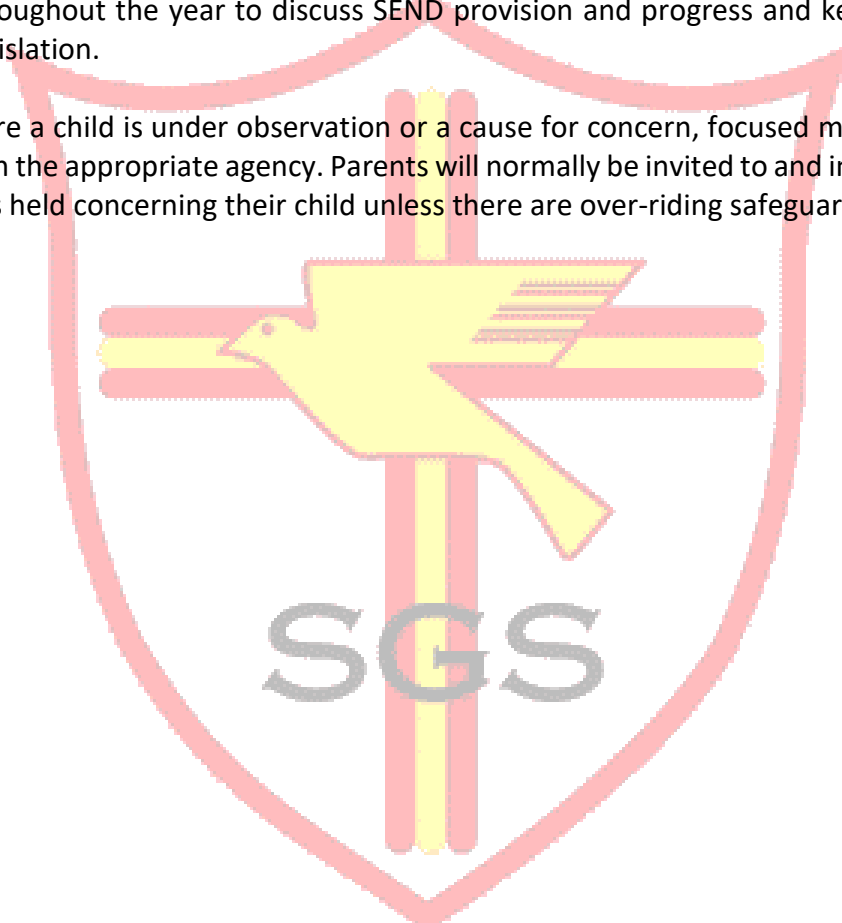 oughout the year to discuss SEND provision and progress and ke
islation.
re a child is under observation or a cause for concern, focused m
n the appropriate agency. Parents will normally be invited to and in
s held concerning their child unless there are over-riding safeguar
SGS